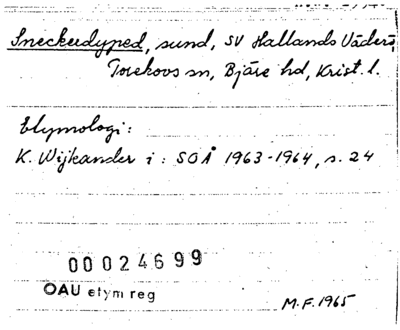 Sneckudyped, sund, SV Hallands Väderö,
Torekovs sn, Bjäre hd, Krist. l.
Etymologi:
K. Wijkander i: SOÅ 1963-1964, s. 24
00024699
OAU etym reg
M.F. 1965